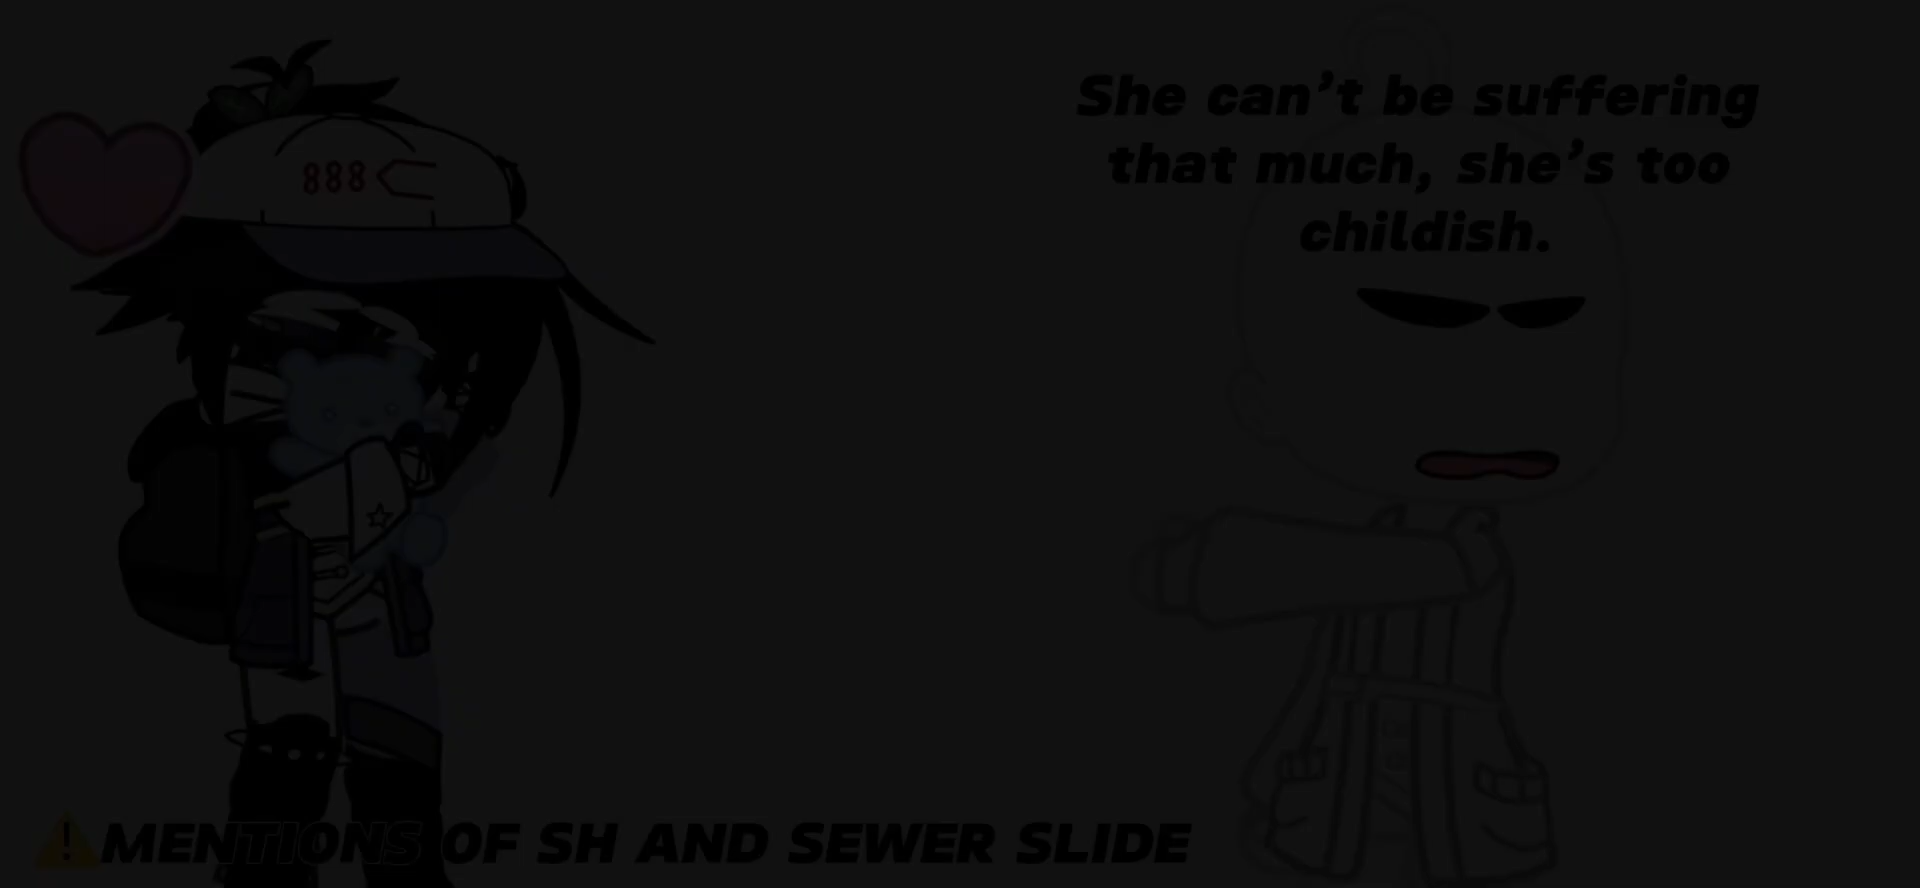 She can't be suffering
that much, she's too
childish.
888
⚠️MENTIONS OF SH AND SEWER SLIDE